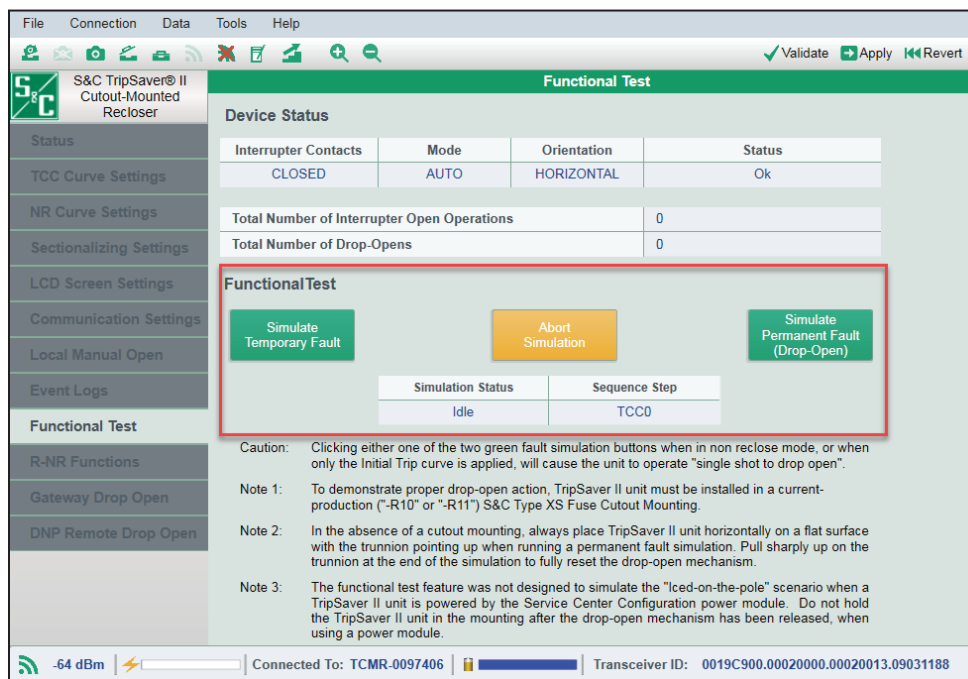 File Connection Data Tools Help
Validate Apply Revert
S&C
S&C TripSaver® II
Cutout-Mounted
Recloser
Functional Test
Status
TCC Curve Settings
NR Curve Settings
Sectionalizing Settings
LCD Screen Settings
Communication Settings
Local Manual Open
Event Logs
Functional Test
R-NR Functions
Gateway Drop Open
DNP Remote Drop Open
Device Status
Interrupter Contacts Mode Orientation Status
CLOSED AUTO HORIZONTAL Ok
Total Number of Interrupter Open Operations 0
Total Number of Drop-Opens 0
FunctionalTest
Simulate
Temporary Fault
Abort
Simulation
Simulate
Permanent Fault
(Drop-Open)
Simulation Status Sequence Step
Idle TCC0
Caution: Clicking either one of the two green fault simulation buttons when in non reclose mode, or when
only the Initial Trip curve is applied, will cause the unit to operate "single shot to drop open".
Note 1: To demonstrate proper drop-open action, TripSaver II unit must be installed in a current-
production ("-R10" or "-R11") S&C Type XS Fuse Cutout Mounting.
Note 2: In the absence of a cutout mounting, always place TripSaver II unit horizontally on a flat surface
with the trunnion pointing up when running a permanent fault simulation. Pull sharply up on the
trunnion at the end of the simulation to fully reset the drop-open mechanism.
Note 3: The functional test feature was not designed to simulate the "Iced-on-the-pole" scenario when a
TripSaver II unit is powered by the Service Center Configuration power module. Do not hold
the TripSaver II unit in the mounting after the drop-open mechanism has been released, when
using a power module.
-64 dBm Connected To: TCMR-0097406 Transceiver ID: 0019C900.00020000.00020013.09031188